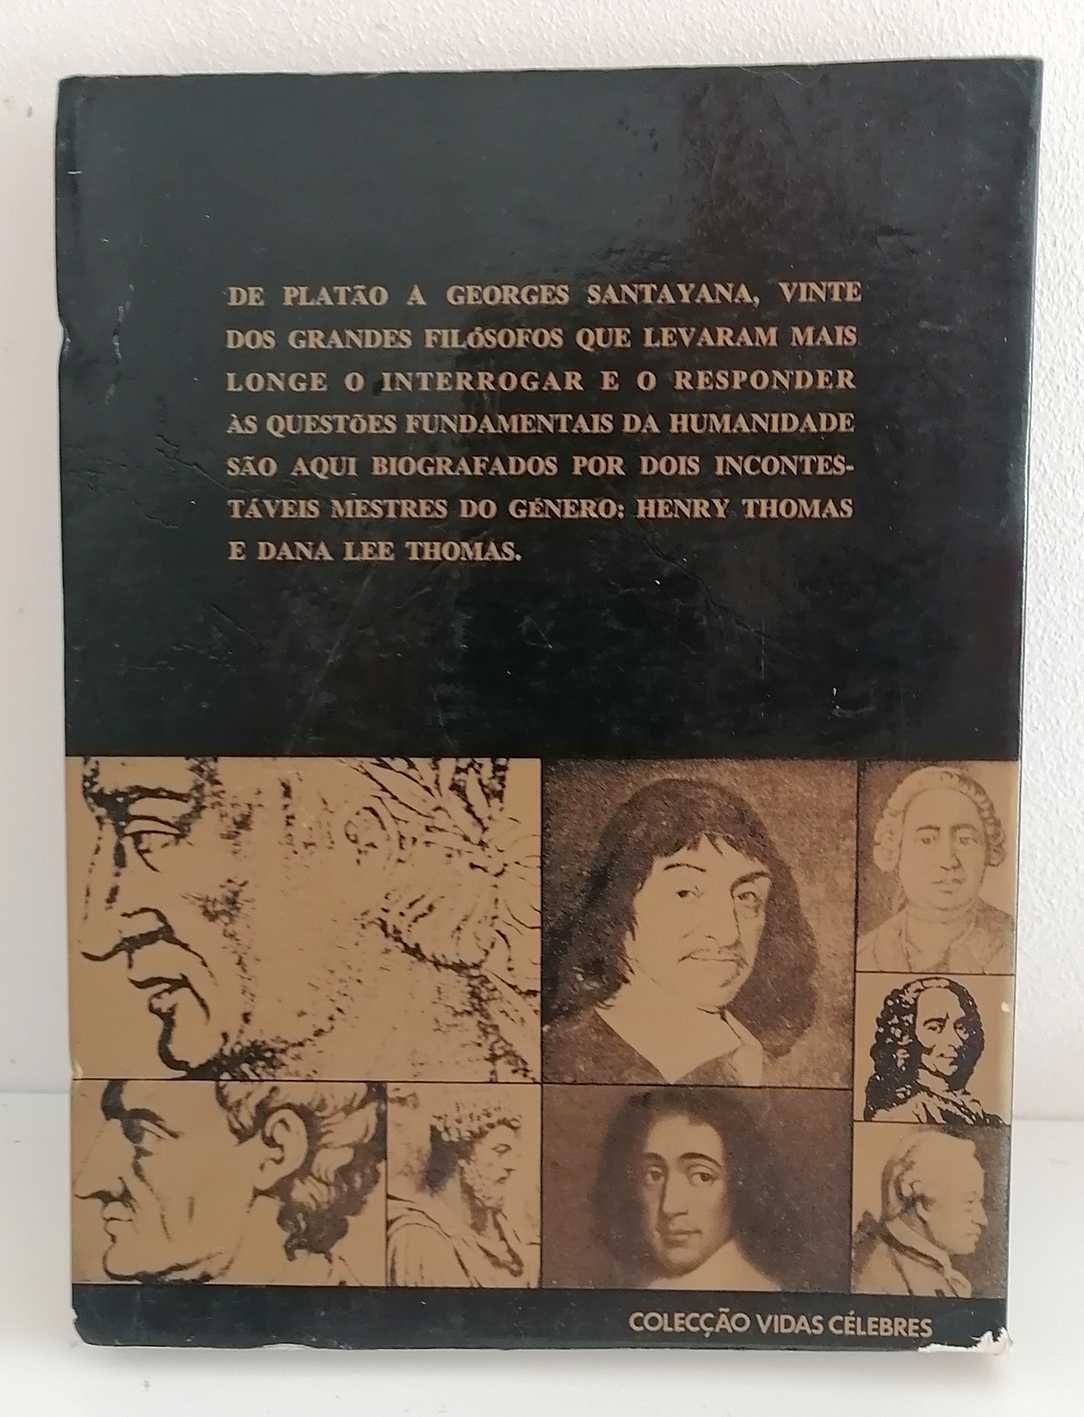 DE PLATÃO A GEORGES SANTAYANA, VINTE
DOS GRANDES FILÓSOFOS QUE LEVARAM MAIS
LONGE O INTERROGAR E O RESPONDER
ÀS QUESTÕES FUNDAMENTAIS DA HUMANIDADE
SÃO AQUI BIOGRAFADOS POR DOIS INCONTES-
TÁVEIS MESTRES DO GÉNERO: HENRY THOMAS
E DANA LEE THOMAS.
COLECÇÃO VIDAS CÉLEBRES